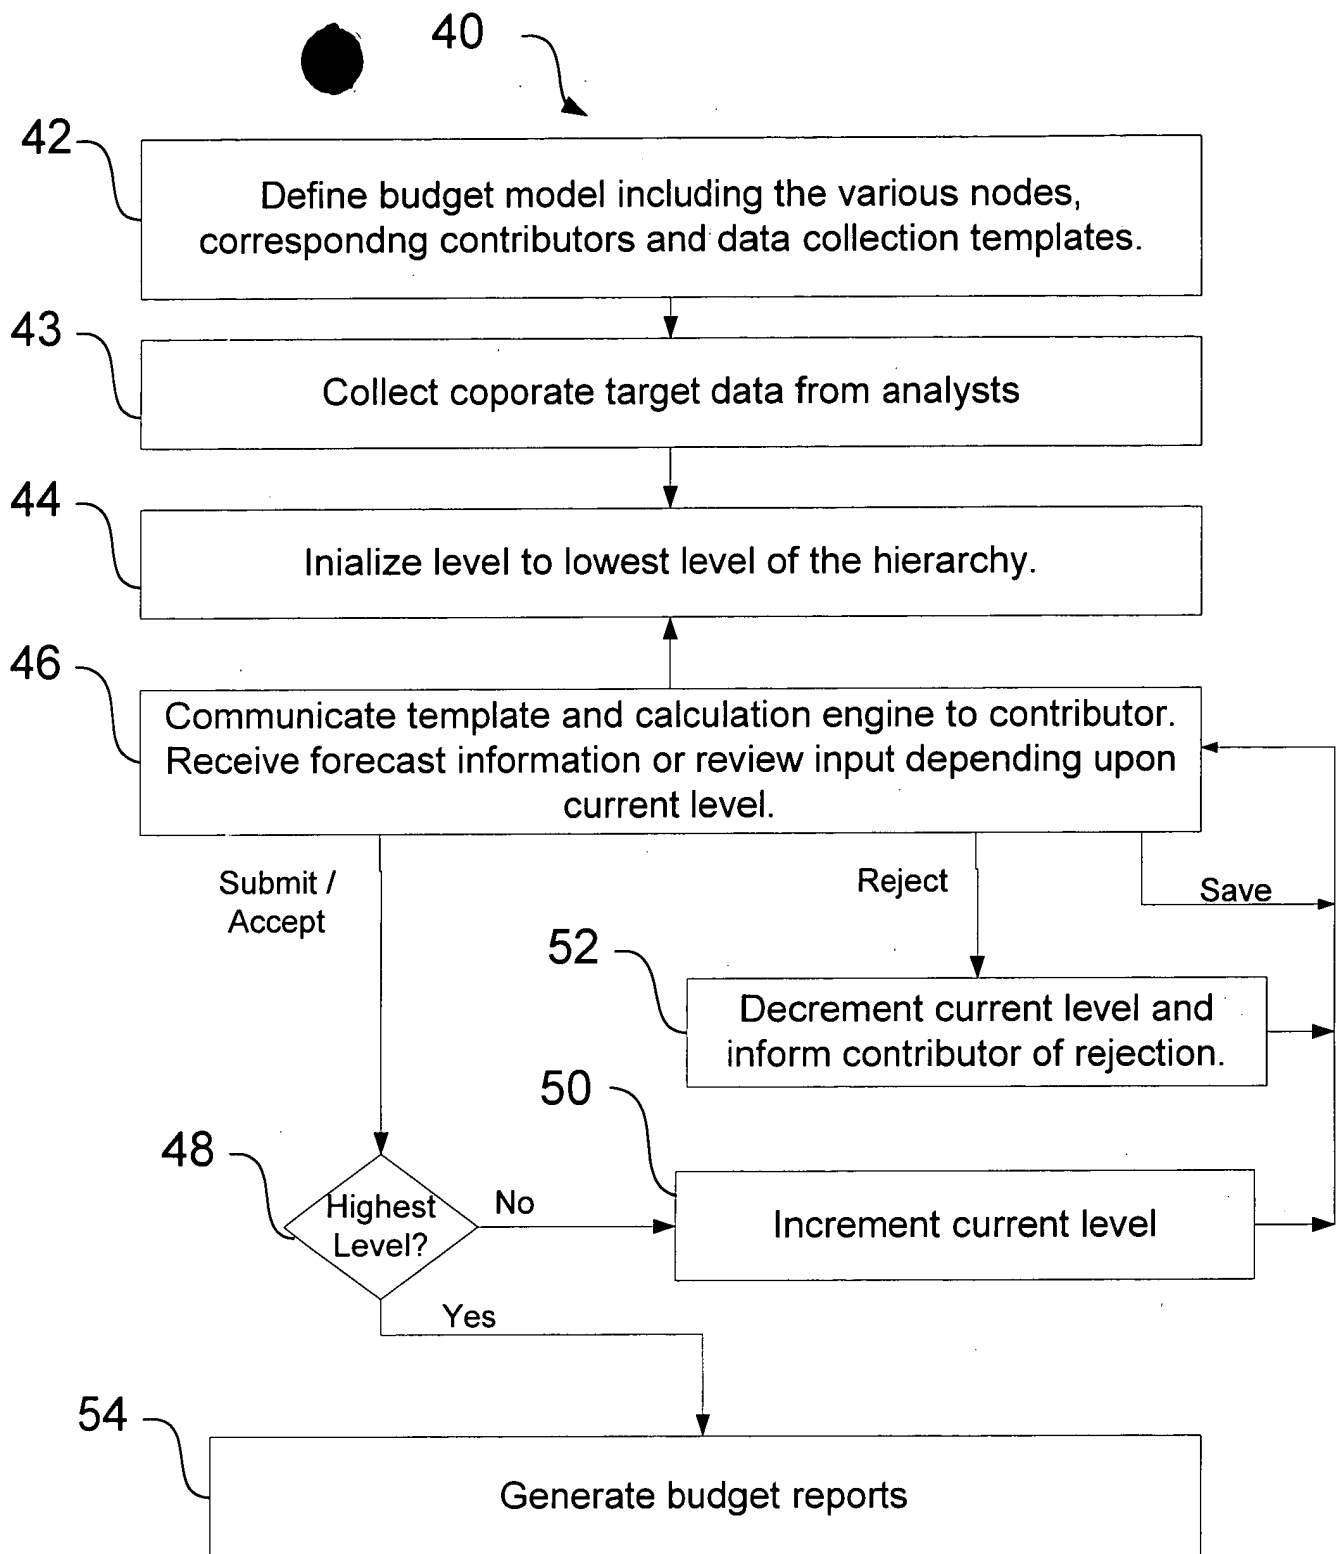 40
42
Define budget model including the various nodes,
correspondng contributors and data collection templates.
43
Collect coporate target data from analysts
44
Inialize level to lowest level of the hierarchy.
46
Communicate template and calculation engine to contributor.
Receive forecast information or review input depending upon
current level.
Submit /
Accept
Reject
Save
52
Decrement current level and
inform contributor of rejection.
50
48
Highest
Level?
No
Increment current level
Yes
54
Generate budget reports